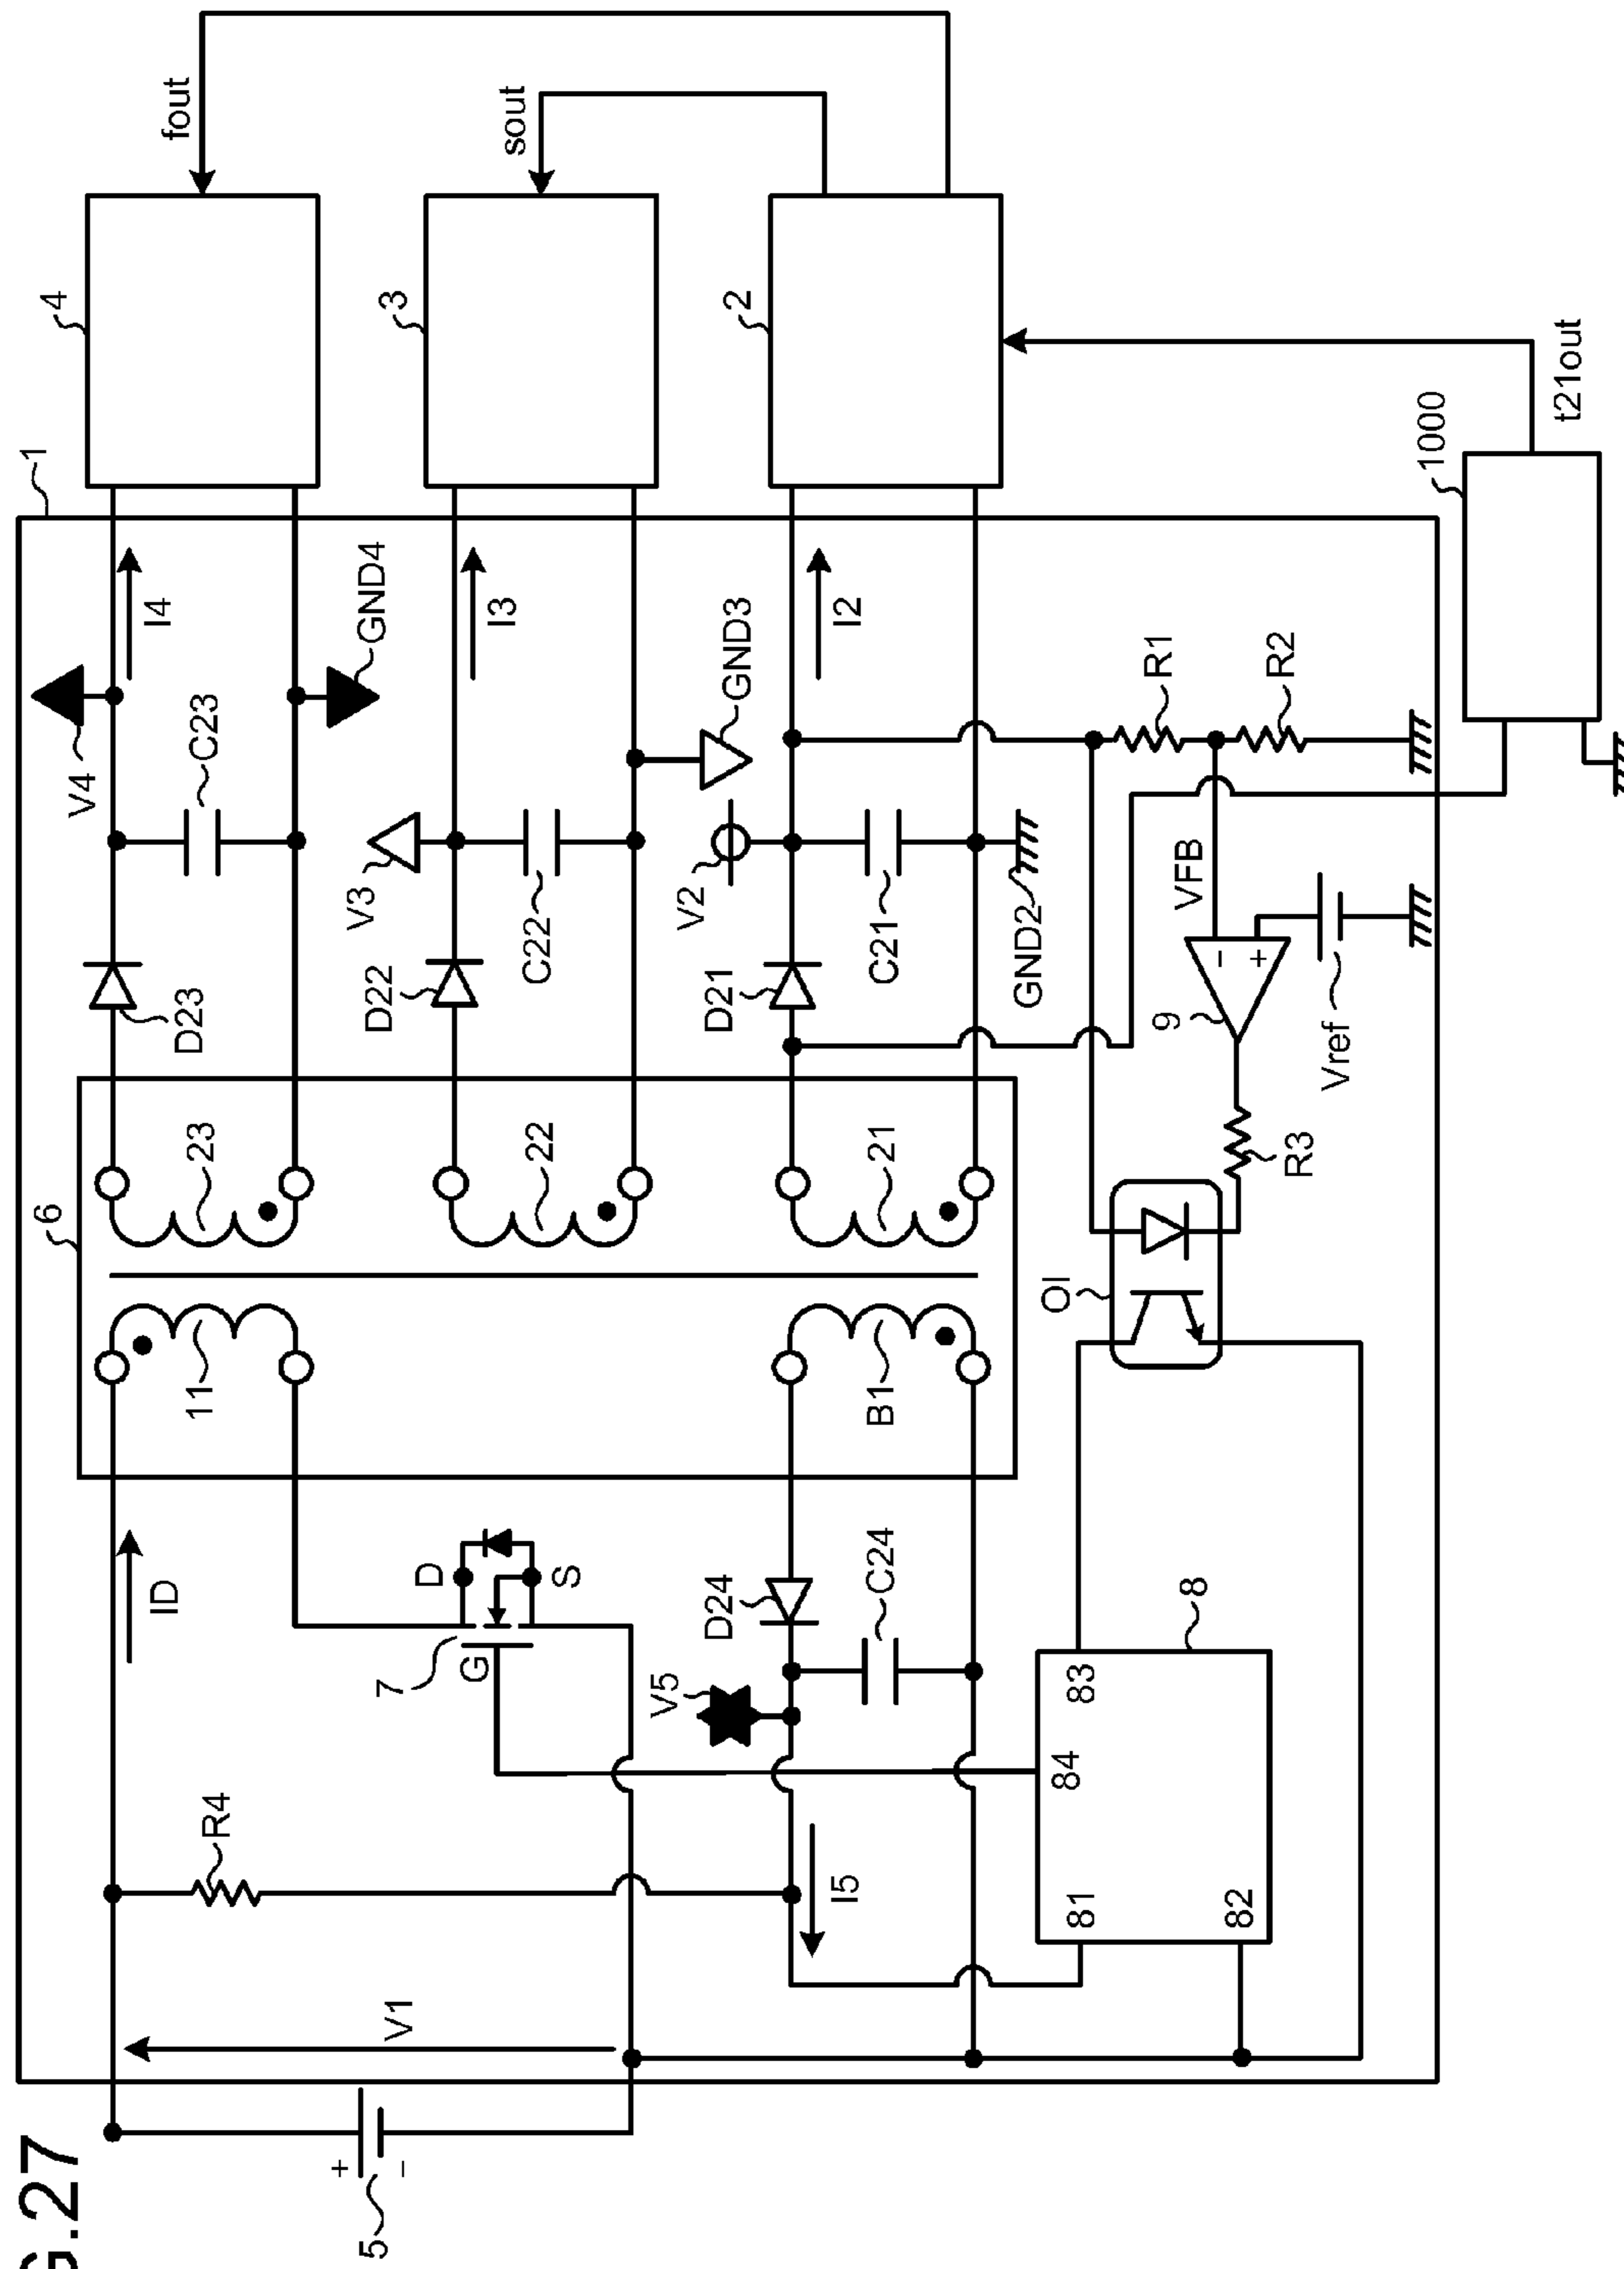 G.27
1
5
+
–
V1
ID
R4
6
11
23
D23
C23
V4
I4
GND4
4
fout
7
D
G
S
22
D22
C22
V3
I3
GND3
3
sout
V5
D24
C24
I5
B1
21
D21
C21
V2
GND2
I2
2
8
81
82
83
84
OI
R3
9
–
+
VFB
Vref
R1
R2
1000
t21out